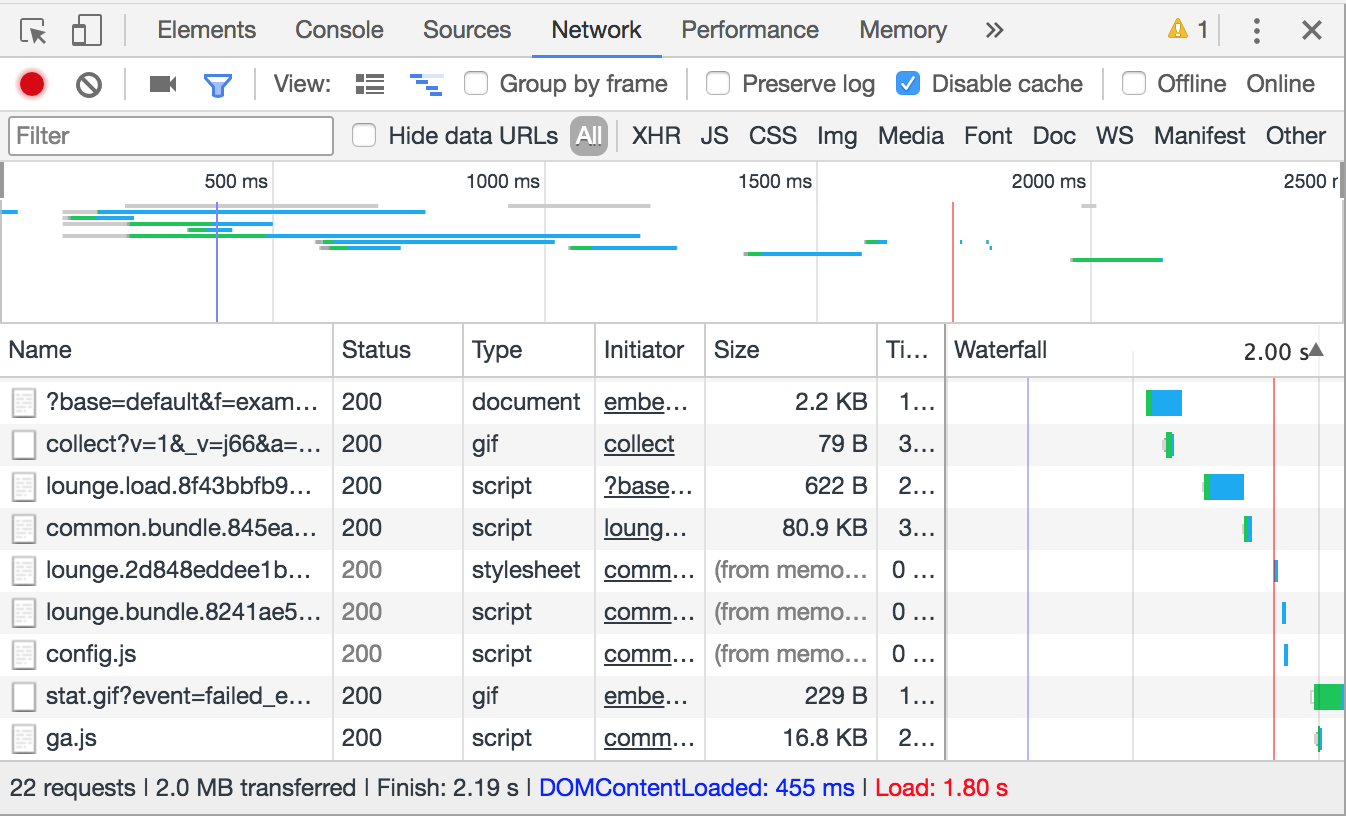 Elements Console Sources Network Performance Memory » 1
View: Group by frame Preserve log Disable cache Offline Online
Filter Hide data URLs All XHR JS CSS Img Media Font Doc WS Manifest Other
500 ms 1000 ms 1500 ms 2000 ms 2500 r
Name Status Type Initiator Size Ti… Waterfall 2.00 s
?base=default&f=exam… 200 document embe… 2.2 KB 1…
collect?v=1&_v=j66&a=… 200 gif collect 79 B 3…
lounge.load.8f43bbfb9… 200 script ?base… 622 B 2…
common.bundle.845ea… 200 script loung… 80.9 KB 3…
lounge.2d848eddee1b… 200 stylesheet comm… (from memo… 0 …
lounge.bundle.8241ae5… 200 script comm… (from memo… 0 …
config.js 200 script comm… (from memo… 0 …
stat.gif?event=failed_e… 200 gif embe… 229 B 1…
ga.js 200 script comm… 16.8 KB 2…
22 requests | 2.0 MB transferred | Finish: 2.19 s | DOMContentLoaded: 455 ms | Load: 1.80 s